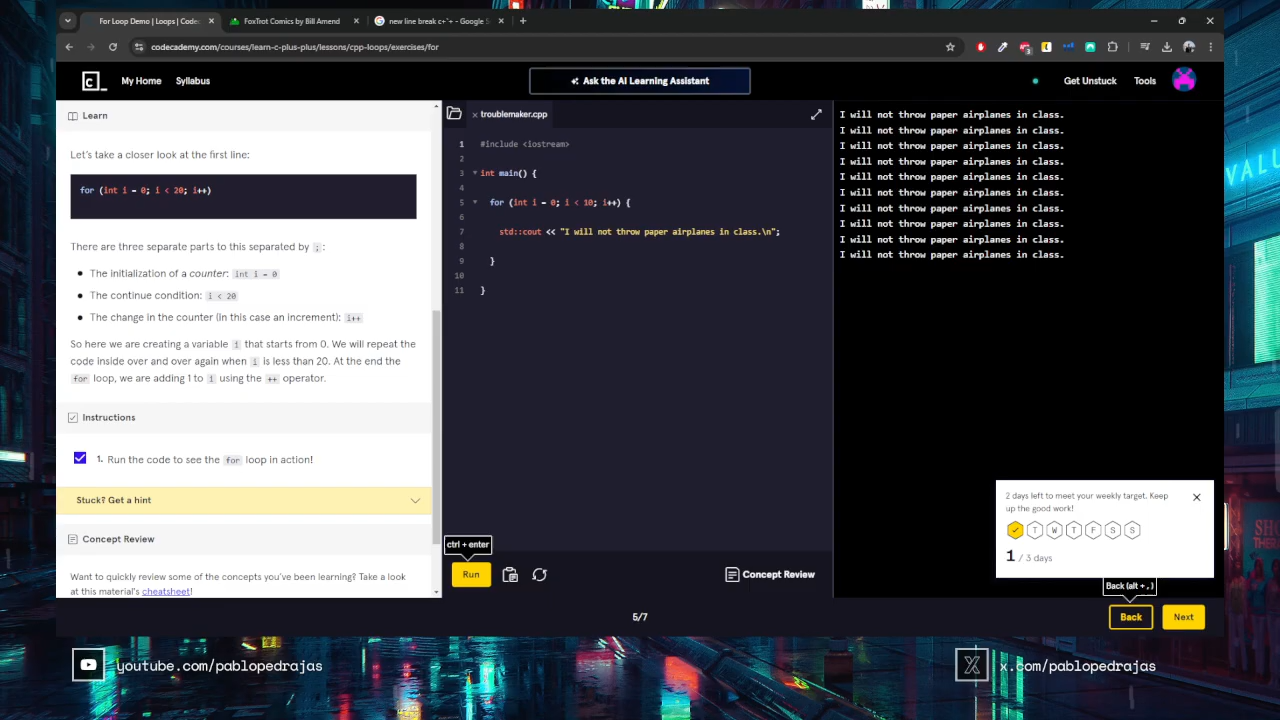 For Loop Demo | Loops | Codec
FoxTrot Comics by Bill Amend
new line break c+`+ - Google S
codecademy.com/courses/learn-c-plus-plus/lessons/cpp-loops/exercises/for
My Home
Syllabus
Ask the AI Learning Assistant
Get Unstuck
Tools
Learn
Let's take a closer look at the first line:
for (int i = 0; i < 20; i++)
There are three separate parts to this separated by ;:
The initialization of a counter: int i = 0
The continue condition: i < 20
The change in the counter (in this case an increment): i++
So here we are creating a variable i that starts from 0. We will repeat the
code inside over and over again when i is less than 20. At the end the
for loop, we are adding 1 to i using the ++ operator.
Instructions
1. Run the code to see the for loop in action!
Stuck? Get a hint
Concept Review
Want to quickly review some of the concepts you've been learning? Take a look
at this material's cheatsheet!
troublemaker.cpp
1 #include <iostream>
2
3 int main() {
4
5 for (int i = 0; i < 10; i++) {
6
7 std::cout << "I will not throw paper airplanes in class.\n";
8
9 }
10
11 }
ctrl + enter
Run
Concept Review
I will not throw paper airplanes in class.
I will not throw paper airplanes in class.
I will not throw paper airplanes in class.
I will not throw paper airplanes in class.
I will not throw paper airplanes in class.
I will not throw paper airplanes in class.
I will not throw paper airplanes in class.
I will not throw paper airplanes in class.
I will not throw paper airplanes in class.
I will not throw paper airplanes in class.
2 days left to meet your weekly target. Keep
up the good work!
T W T F S S
1 / 3 days
Back (alt + ,)
5/7
Back
Next
youtube.com/pablopedrajas
x.com/pablopedrajas
VALU